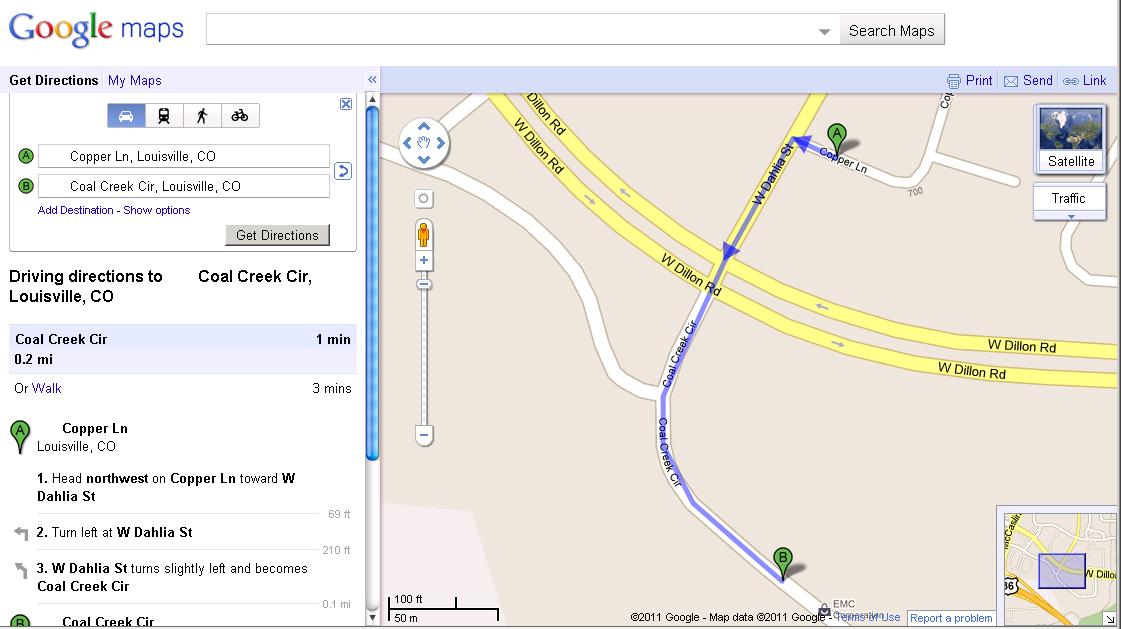 Google maps
Search Maps
Get Directions My Maps
«
Print Send Link
A Copper Ln, Louisville, CO
B Coal Creek Cir, Louisville, CO
Add Destination - Show options
Get Directions
Driving directions to Coal Creek Cir,
Louisville, CO
Coal Creek Cir 1 min
0.2 mi
Or Walk 3 mins
A Copper Ln
Louisville, CO
1. Head northwest on Copper Ln toward W
Dahlia St
69 ft
2. Turn left at W Dahlia St
210 ft
3. W Dahlia St turns slightly left and becomes
Coal Creek Cir
0.1 mi
B Coal Creek Cir
Dillon Rd
W Dillon Rd
W Dahlia St
A
Copper Ln
700
Cop
Satellite
Traffic
W Dillon Rd
W Dillon Rd
W Dillon Rd
Coal Creek Cir
Coal Creek Cir
B
EMC
Corporation
100 ft
50 m
©2011 Google - Map data ©2011 Google - Terms of Use
Report a problem
McCaslin
W Dillo
36